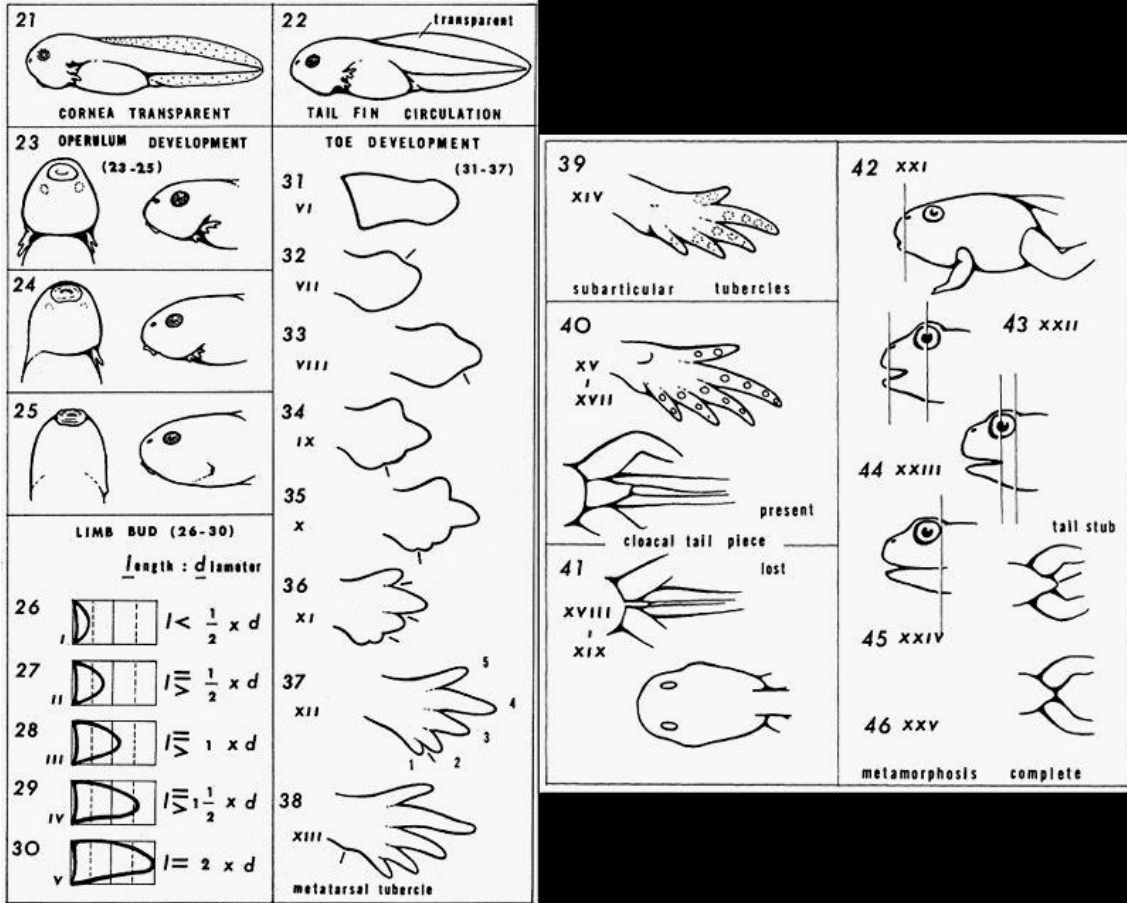 21
CORNEA TRANSPARENT
22
transparent
TAIL FIN CIRCULATION
23 OPERULUM DEVELOPMENT
(23-25)
24
25
LIMB BUD (26-30)
length : diameter
26 I l < 1/2 x d
27 II l ≧ 1/2 x d
28 III l ≧ 1 x d
29 IV l ≧ 1 1/2 x d
30 V l = 2 x d
TOE DEVELOPMENT
(31-37)
31
VI
32
VII
33
VIII
34
IX
35
X
36
XI
37
XII
5
4
3
2
1
38
XIII
metatarsal tubercle
39
XIV
subarticular tubercles
40
XV
-
XVII
present
cloacal tail piece
41
lost
XVIII
-
XIX
42 XXI
43 XXII
44 XXIII
tail stub
45 XXIV
46 XXV
metamorphosis complete